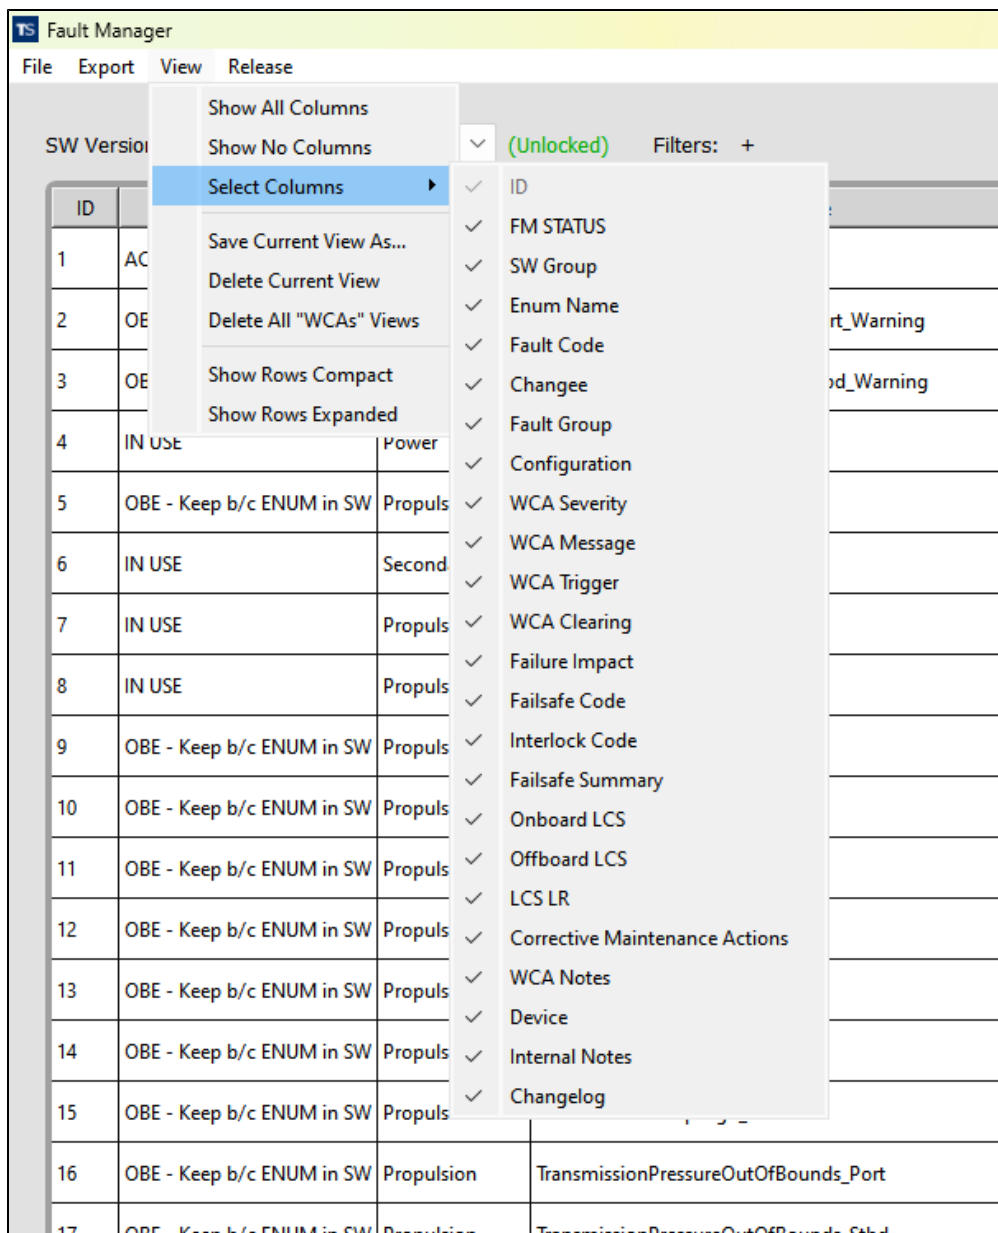 TS Fault Manager
File Export View Release
Show All Columns
Show No Columns
Select Columns
Save Current View As...
Delete Current View
Delete All "WCAs" Views
Show Rows Compact
Show Rows Expanded
SW (Unlocked) Filters: +
ID
FM STATUS
SW Group
Enum Name
Fault Code
Changee
Fault Group
Configuration
WCA Severity
WCA Message
WCA Trigger
WCA Clearing
Failure Impact
Failsafe Code
Interlock Code
Failsafe Summary
Onboard LCS
Offboard LCS
LCS LR
Corrective Maintenance Actions
WCA Notes
Device
Internal Notes
Changelog
ID
1 AC
2 OE rt_Warning
3 OE od_Warning
4 IN USE Power
5 OBE - Keep b/c ENUM in SW Propuls
6 IN USE Second
7 IN USE Propuls
8 IN USE Propuls
9 OBE - Keep b/c ENUM in SW Propuls
10 OBE - Keep b/c ENUM in SW Propuls
11 OBE - Keep b/c ENUM in SW Propuls
12 OBE - Keep b/c ENUM in SW Propuls
13 OBE - Keep b/c ENUM in SW Propuls
14 OBE - Keep b/c ENUM in SW Propuls
15 OBE - Keep b/c ENUM in SW Propuls
16 OBE - Keep b/c ENUM in SW Propulsion TransmissionPressureOutOfBounds_Port